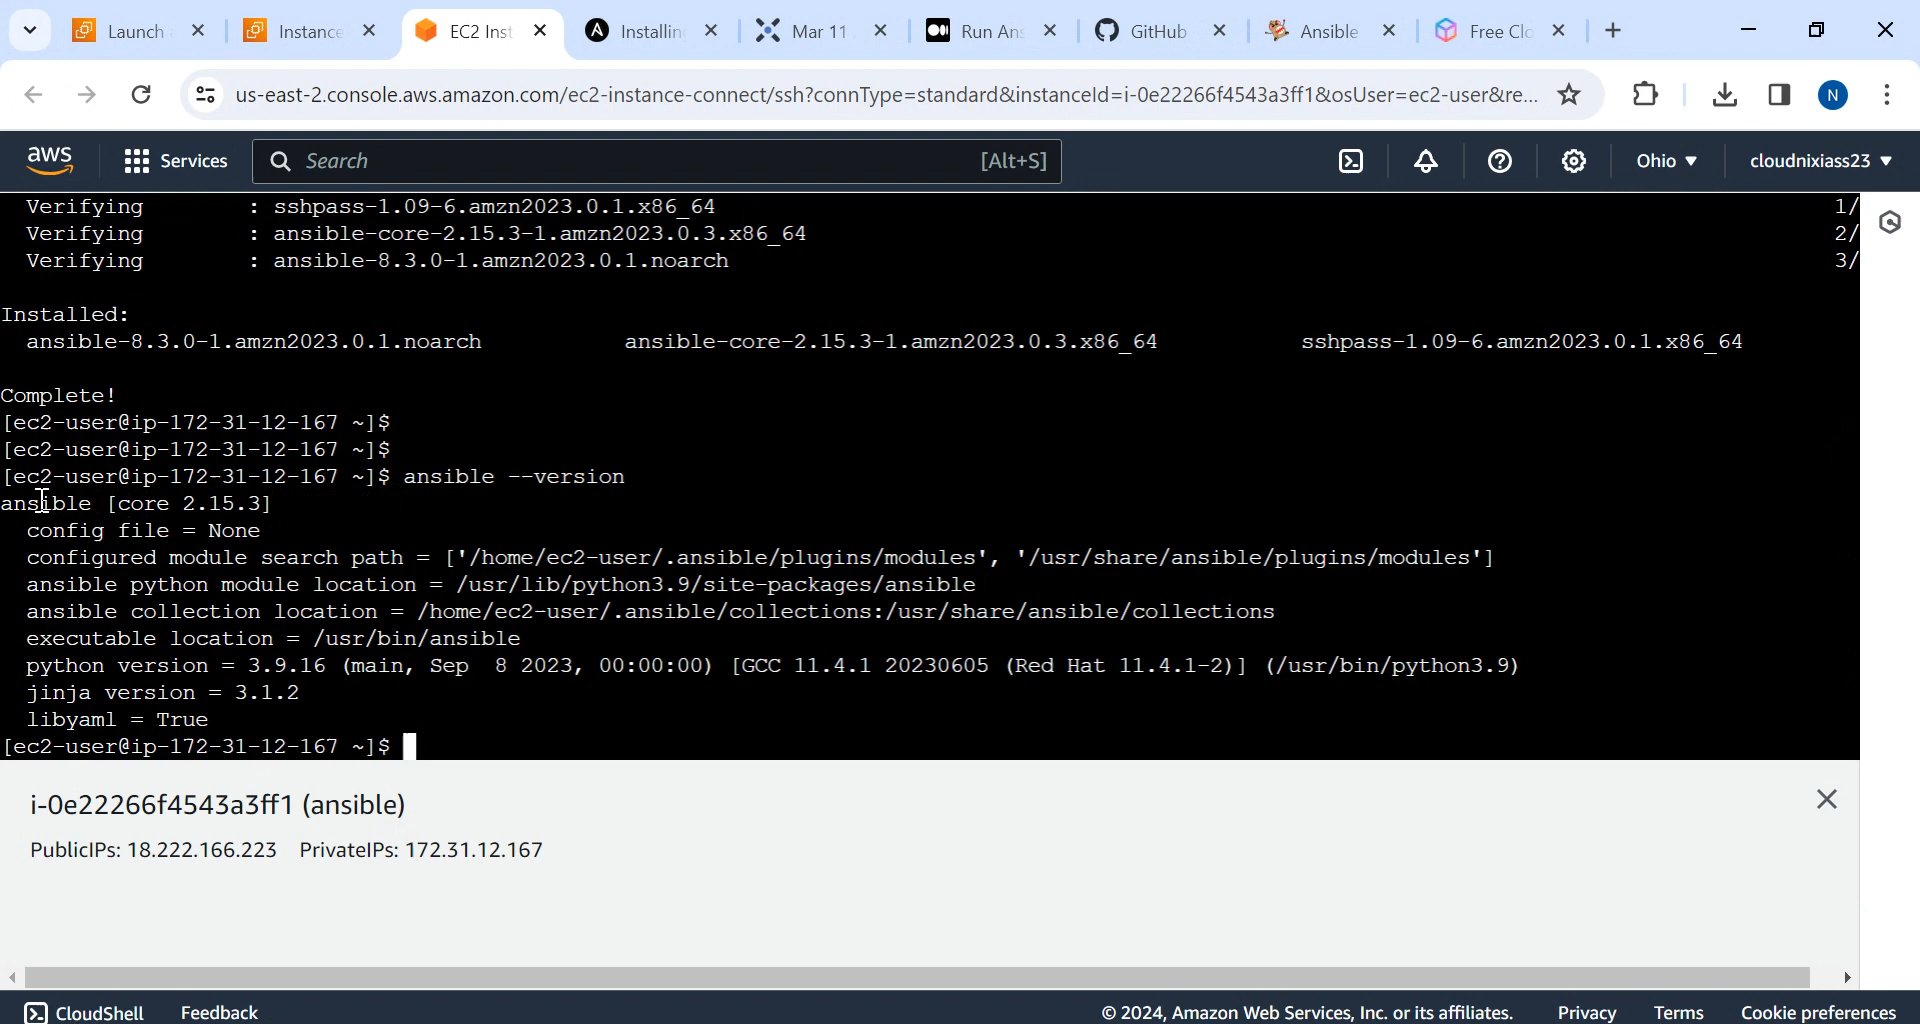 Launch
Instance
EC2 Inst
Installin
Mar 11
Run Ans
GitHub
Ansible
Free Clo
us-east-2.console.aws.amazon.com/ec2-instance-connect/ssh?connType=standard&instanceId=i-0e22266f4543a3ff1&osUser=ec2-user&re...
N
aws Services Search [Alt+S] Ohio cloudnixiass23
Verifying : sshpass-1.09-6.amzn2023.0.1.x86_64 1/
Verifying : ansible-core-2.15.3-1.amzn2023.0.3.x86_64 2/
Verifying : ansible-8.3.0-1.amzn2023.0.1.noarch 3/
Installed:
ansible-8.3.0-1.amzn2023.0.1.noarch ansible-core-2.15.3-1.amzn2023.0.3.x86_64 sshpass-1.09-6.amzn2023.0.1.x86_64
Complete!
[ec2-user@ip-172-31-12-167 ~]$
[ec2-user@ip-172-31-12-167 ~]$
[ec2-user@ip-172-31-12-167 ~]$ ansible --version
ansible [core 2.15.3]
config file = None
configured module search path = ['/home/ec2-user/.ansible/plugins/modules', '/usr/share/ansible/plugins/modules']
ansible python module location = /usr/lib/python3.9/site-packages/ansible
ansible collection location = /home/ec2-user/.ansible/collections:/usr/share/ansible/collections
executable location = /usr/bin/ansible
python version = 3.9.16 (main, Sep  8 2023, 00:00:00) [GCC 11.4.1 20230605 (Red Hat 11.4.1-2)] (/usr/bin/python3.9)
jinja version = 3.1.2
libyaml = True
[ec2-user@ip-172-31-12-167 ~]$
i-0e22266f4543a3ff1 (ansible)
PublicIPs: 18.222.166.223 PrivateIPs: 172.31.12.167
CloudShell Feedback © 2024, Amazon Web Services, Inc. or its affiliates. Privacy Terms Cookie preferences